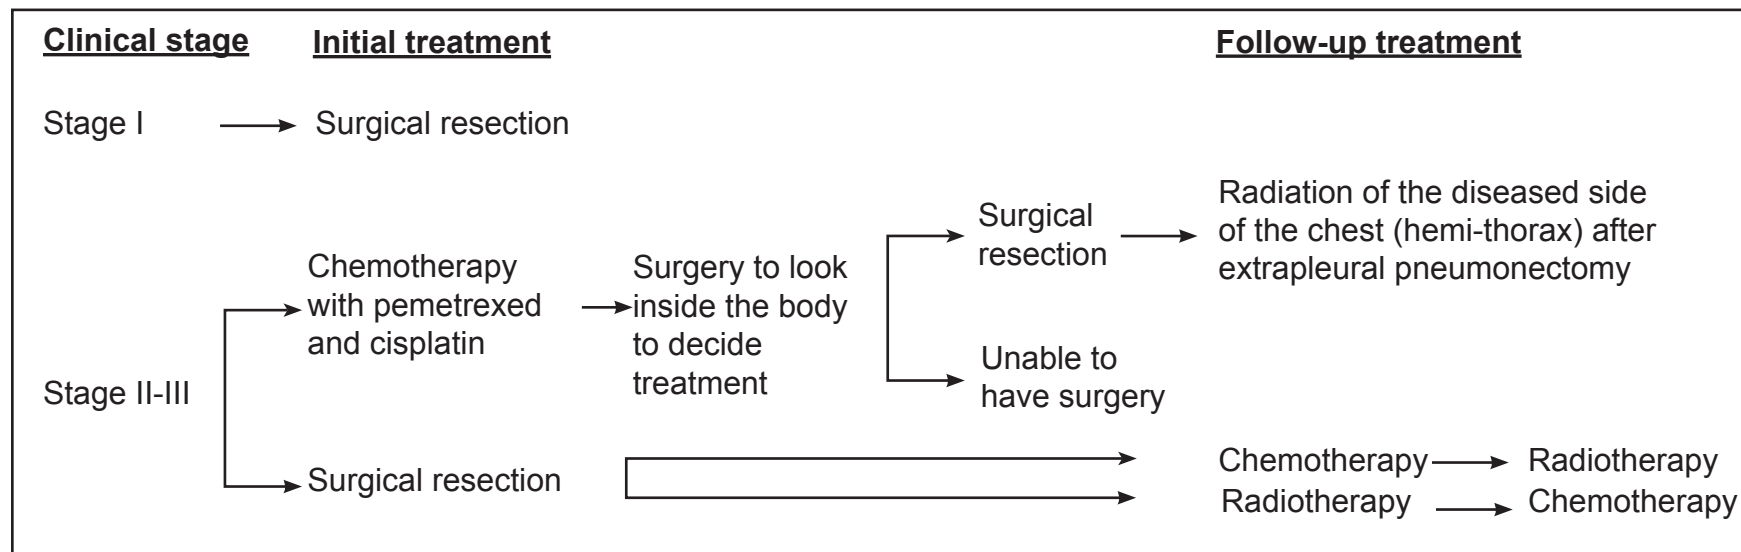 Clinical stage
Initial treatment
Follow-up treatment
Stage I
Surgical resection
Stage II-III
Chemotherapy
with pemetrexed
and cisplatin
Surgery to look
inside the body
to decide
treatment
Surgical
resection
Radiation of the diseased side
of the chest (hemi-thorax) after
extrapleural pneumonectomy
Unable to
have surgery
Surgical resection
Chemotherapy
Radiotherapy
Radiotherapy
Chemotherapy